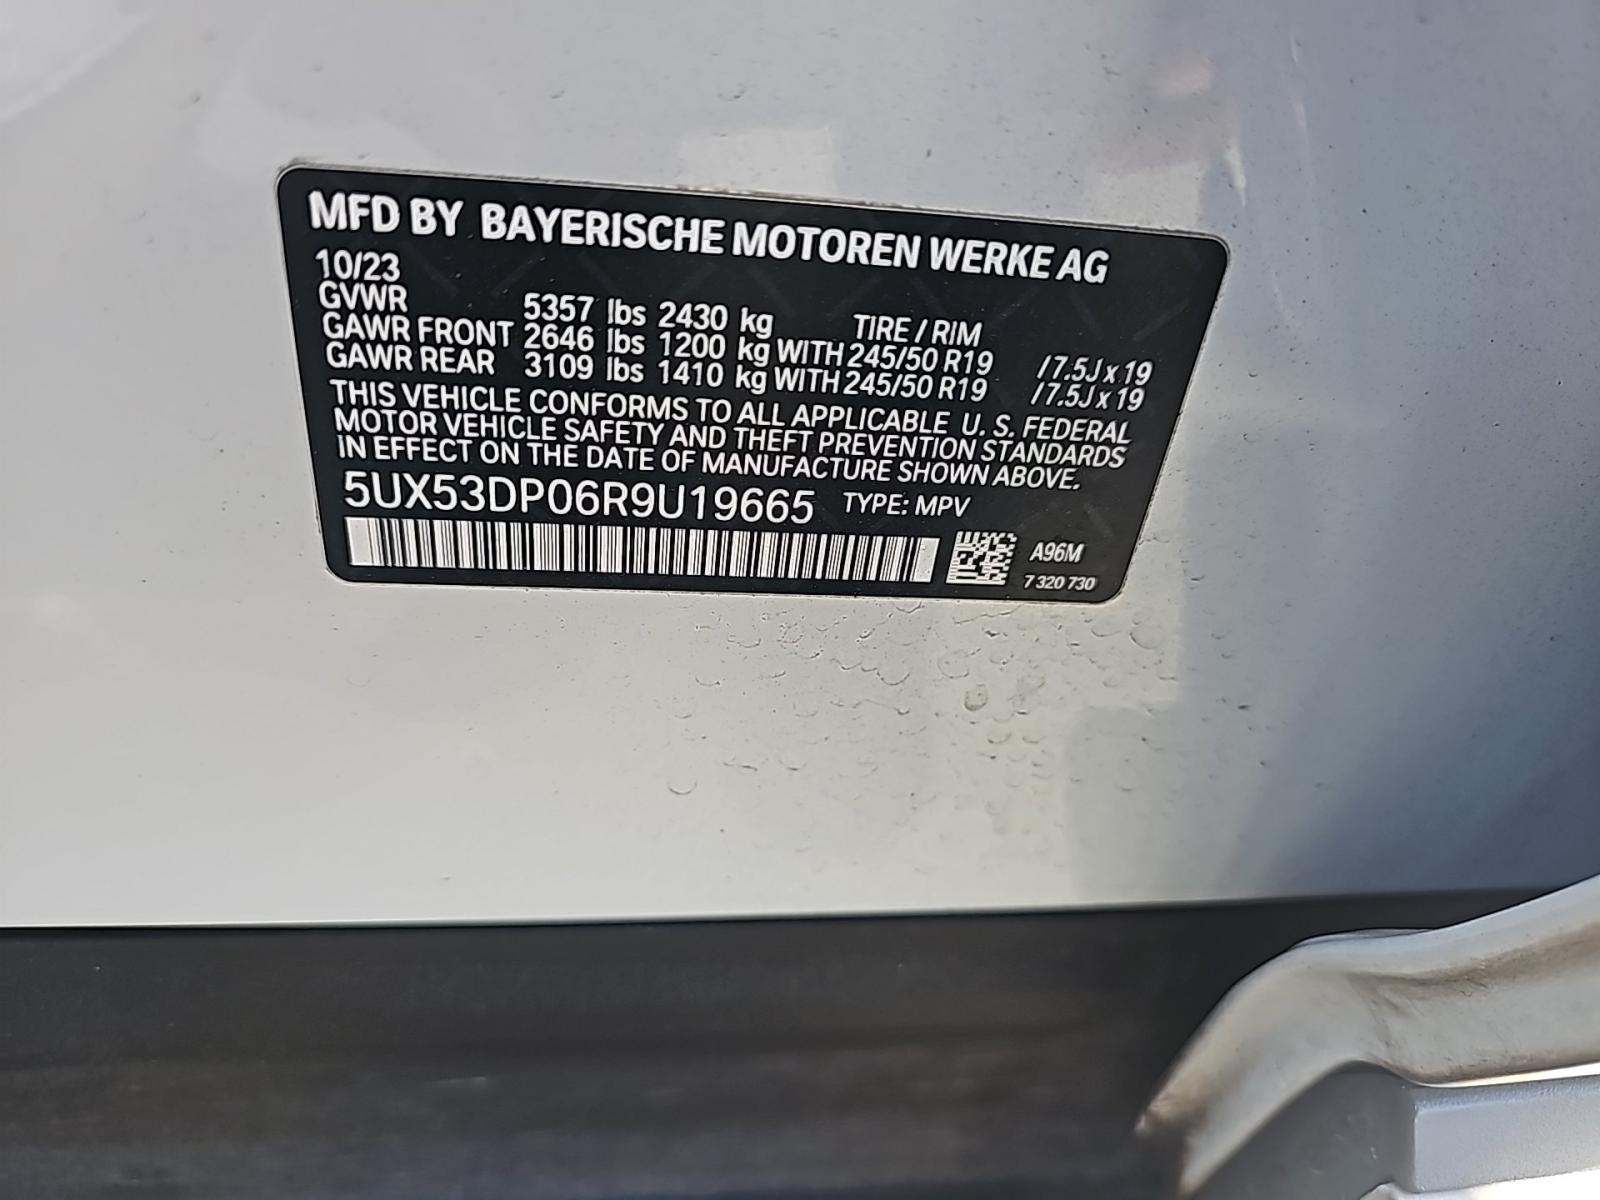 MFD BY BAYERISCHE MOTOREN WERKE AG
10/23
GVWR 5357 lbs 2430 kg TIRE / RIM
GAWR FRONT 2646 lbs 1200 kg WITH 245/50 R19 / 7.5J x 19
GAWR REAR 3109 lbs 1410 kg WITH 245/50 R19 / 7.5J x 19
THIS VEHICLE CONFORMS TO ALL APPLICABLE U. S. FEDERAL
MOTOR VEHICLE SAFETY AND THEFT PREVENTION STANDARDS
IN EFFECT ON THE DATE OF MANUFACTURE SHOWN ABOVE.
5UX53DP06R9U19665 TYPE: MPV
A96M
7 320 730